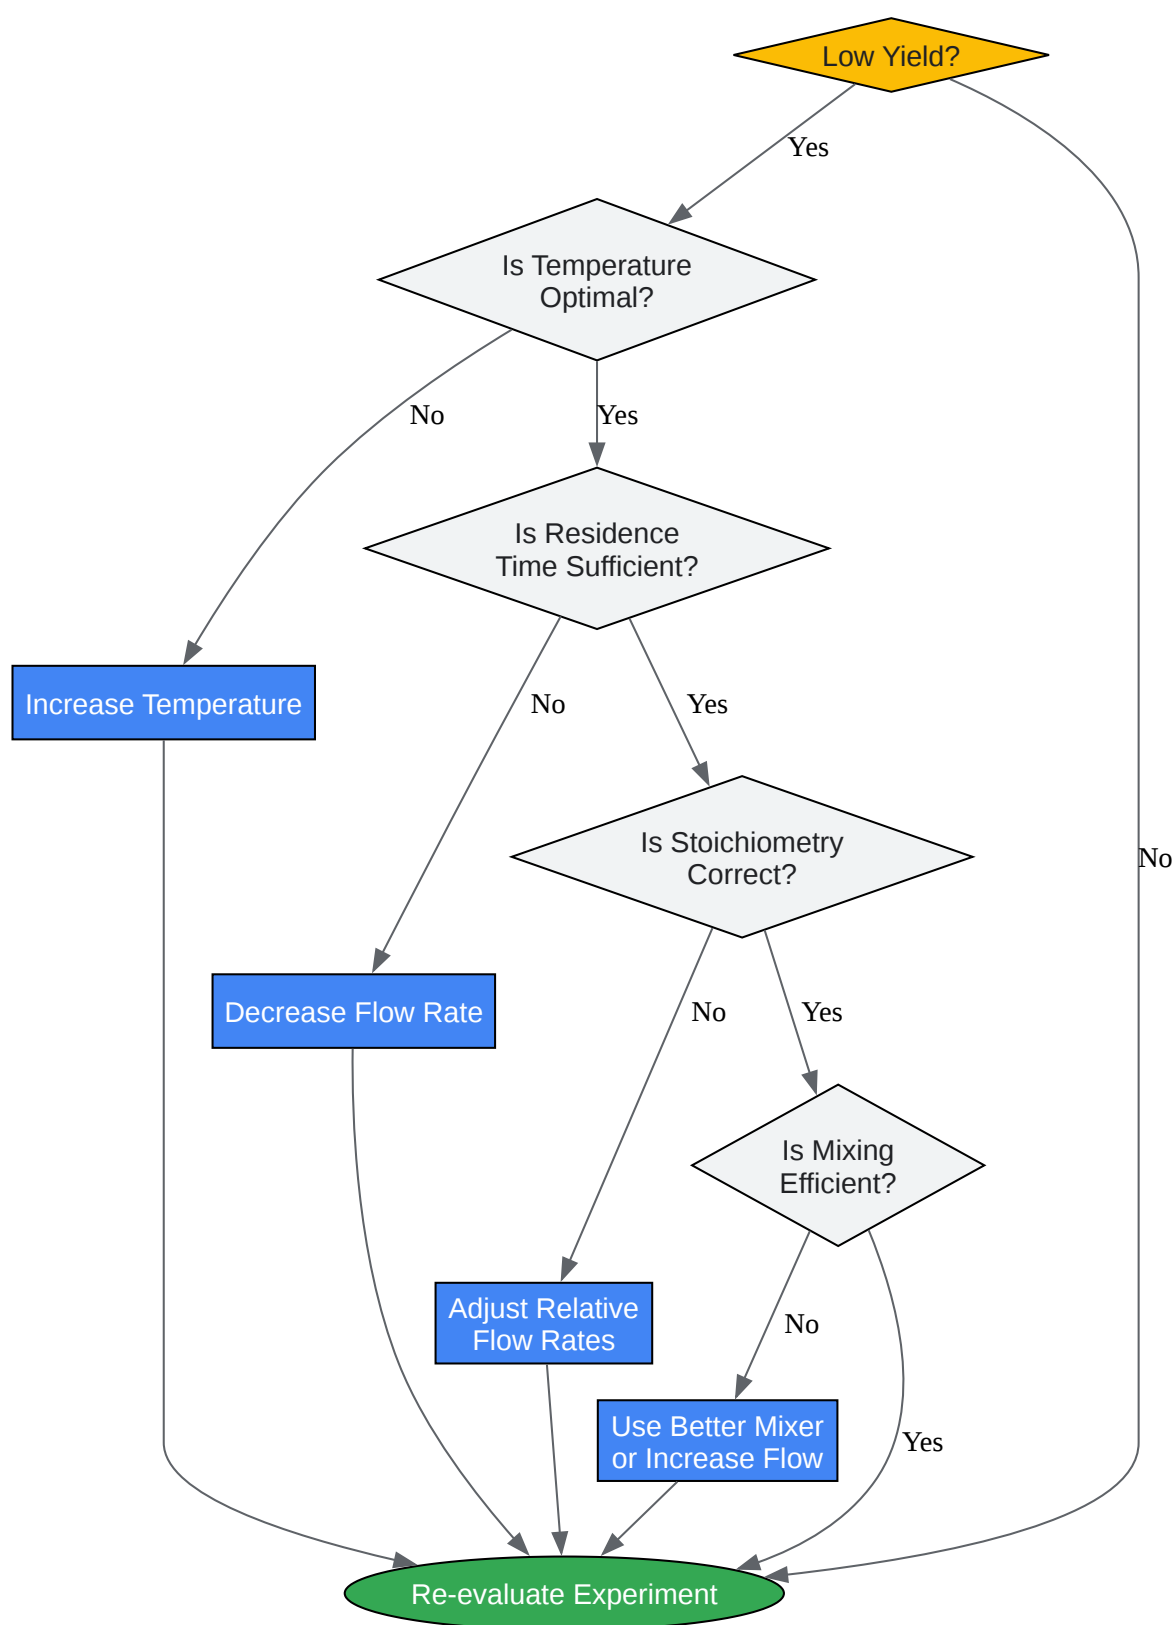 Low Yield?
Yes
Is Temperature
Optimal?
No
Yes
Is Residence
Time Sufficient?
Increase Temperature
No
Yes
Is Stoichiometry
Correct?
No
Decrease Flow Rate
No
Yes
Is Mixing
Efficient?
Adjust Relative
Flow Rates
No
Use Better Mixer
or Increase Flow
Yes
Re-evaluate Experiment